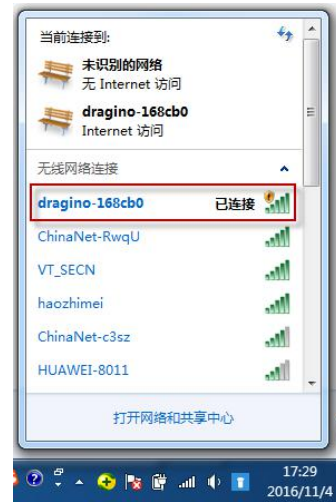 当前连接到:
未识别的网络
无 Internet 访问
dragino-168cb0
Internet 访问
无线网络连接
dragino-168cb0 已连接
ChinaNet-RwqU
VT_SECN
haozhimei
ChinaNet-c3sz
HUAWEI-8011
打开网络和共享中心
17:29
2016/11/4